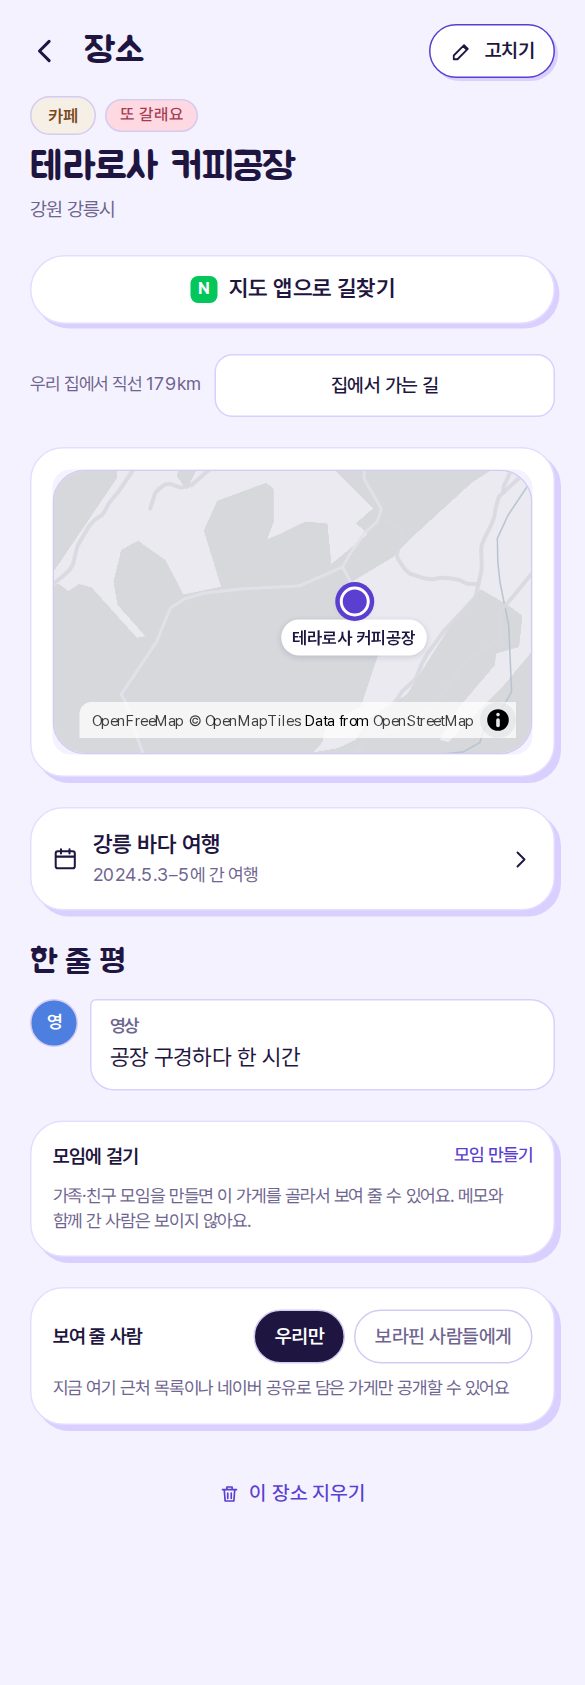 장소
고치기
카페
또 갈래요
테라로사 커피공장
강원 강릉시
N 지도 앱으로 길찾기
우리 집에서 직선 179km
집에서 가는 길
테라로사 커피공장
OpenFreeMap © OpenMapTiles Data from OpenStreetMap
강릉 바다 여행
2024.5.3–5에 간 여행
한 줄 평
영
영상
공장 구경하다 한 시간
모임에 걸기
모임 만들기
가족·친구 모임을 만들면 이 가게를 골라서 보여 줄 수 있어요. 메모와
함께 간 사람은 보이지 않아요.
보여 줄 사람
우리만
보라핀 사람들에게
지금 여기 근처 목록이나 네이버 공유로 담은 가게만 공개할 수 있어요
이 장소 지우기